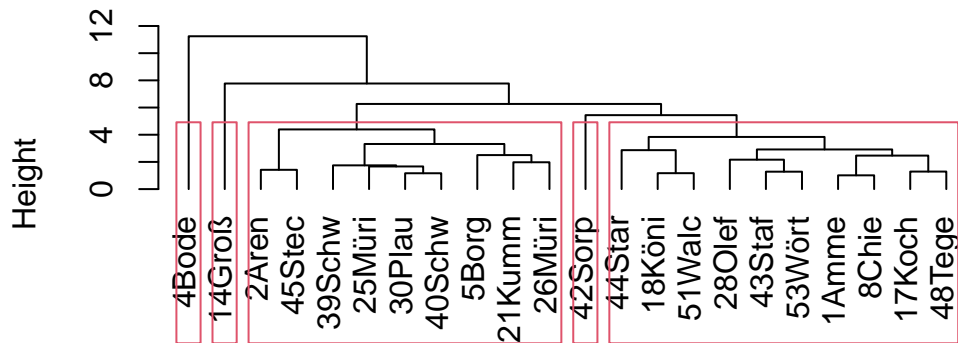 Height
12
8
4
0
4Bode
14Groß
2Aren
45Stec
39Schw
25Müri
30Plau
40Schw
5Borg
21Kumm
26Müri
42Sorp
44Star
18Köni
51Walc
28Olef
43Staf
53Wört
1Amme
8Chie
17Koch
48Tege